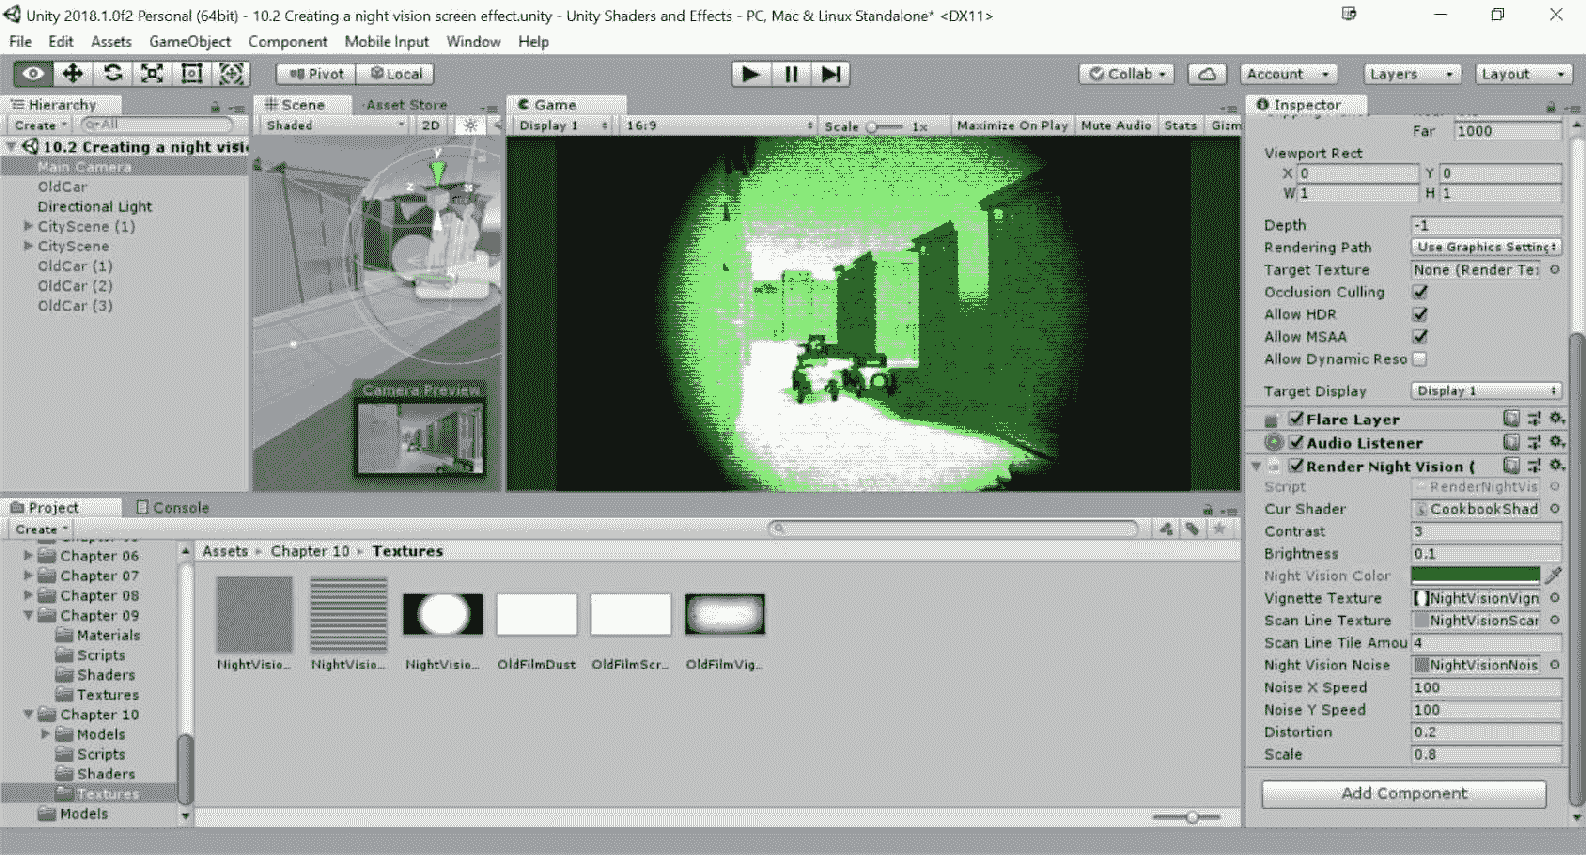 Unity 2018.1.0f2 Personal (64bit) - 10.2 Creating a night vision screen effect.unity - Unity Shaders and Effects - PC, Mac & Linux Standalone* <DX11>
File Edit Assets GameObject Component Mobile Input Window Help
Pivot Local Collab Account Layers Layout
Hierarchy
Create All
10.2 Creating a night visi
Main Camera
OldCar
Directional Light
CityScene (1)
CityScene
OldCar (1)
OldCar (2)
OldCar (3)
Scene Asset Store
Shaded 2D
y
z x
Camera Preview
Game
Display 1 16:9 Scale 1x Maximize On Play Mute Audio Stats Gizm
Inspector
Far 1000
Viewport Rect
X 0 Y 0
W 1 H 1
Depth -1
Rendering Path Use Graphics Setting
Target Texture None (Render Te
Occlusion Culling
Allow HDR
Allow MSAA
Allow Dynamic Reso
Target Display Display 1
Flare Layer
Audio Listener
Render Night Vision (
Script RenderNightVis
Cur Shader CookbookShad
Contrast 3
Brightness 0.1
Night Vision Color
Vignette Texture NightVisionVign
Scan Line Texture NightVisionScar
Scan Line Tile Amou 4
Night Vision Noise NightVisionNois
Noise X Speed 100
Noise Y Speed 100
Distortion 0.2
Scale 0.8
Add Component
Project Console
Create
Chapter 06
Chapter 07
Chapter 08
Chapter 09
Materials
Scripts
Shaders
Textures
Chapter 10
Models
Scripts
Shaders
Textures
Models
Assets Chapter 10 Textures
NightVisio... NightVisio... NightVisio... OldFilmDust OldFilmScr... OldFilmVig...